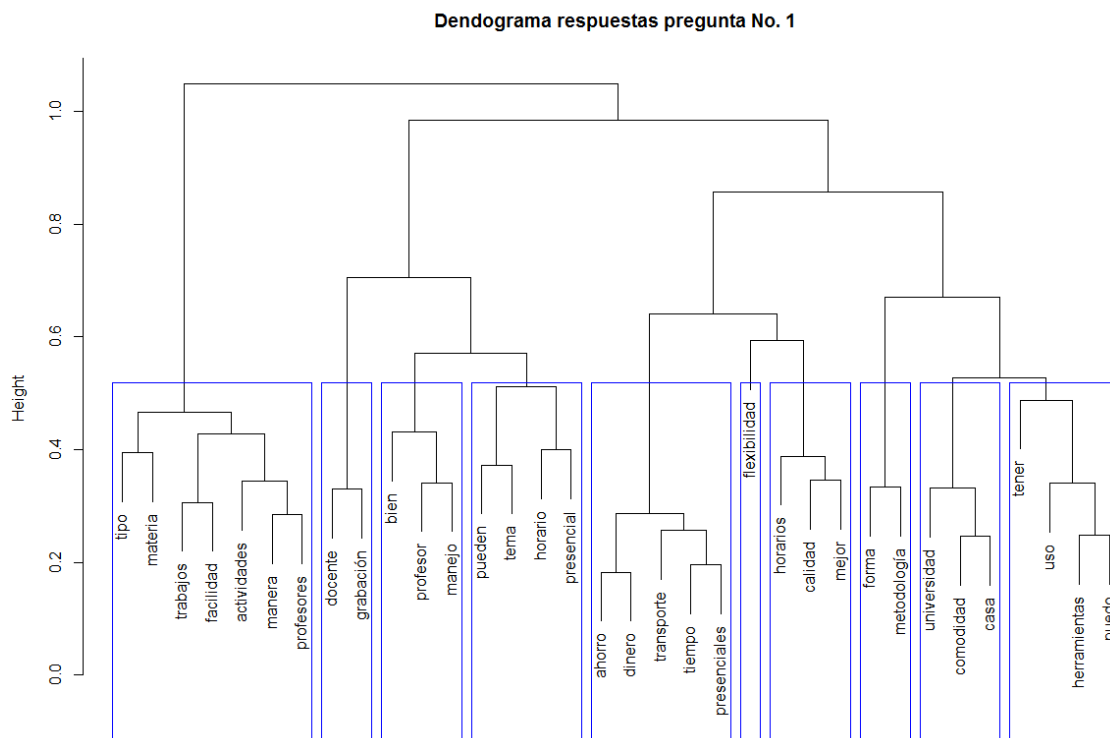 Dendograma respuestas pregunta No. 1
Height
1.0
0.8
0.6
0.4
0.2
0.0
tipo
materia
trabajos
facilidad
actividades
manera
profesores
docente
grabación
bien
profesor
manejo
pueden
tema
horario
presencial
ahorro
dinero
transporte
tiempo
presenciales
flexibilidad
horarios
calidad
mejor
forma
metodología
universidad
comodidad
casa
tener
uso
herramientas